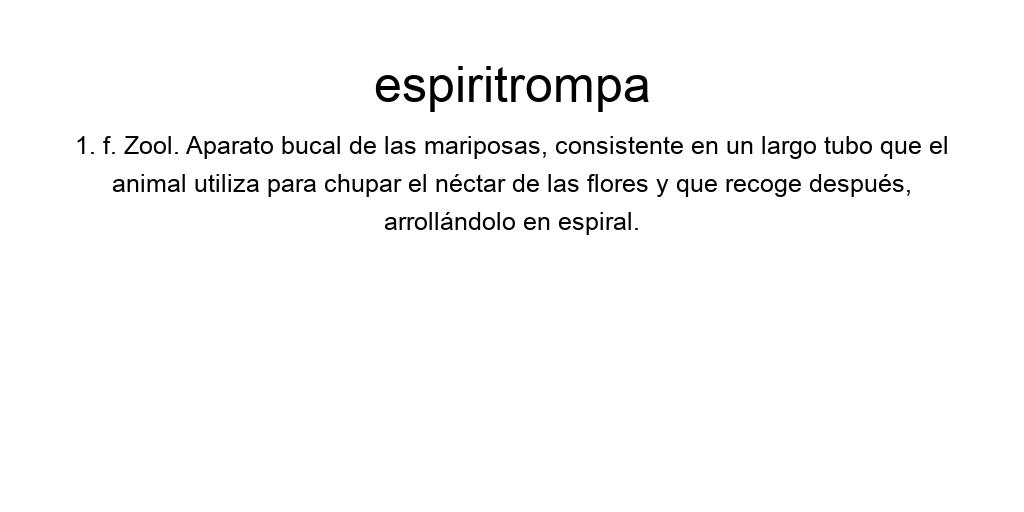 espiritrompa
1. f. Zool. Aparato bucal de las mariposas, consistente en un largo tubo que el
animal utiliza para chupar el néctar de las flores y que recoge después,
arrollándolo en espiral.